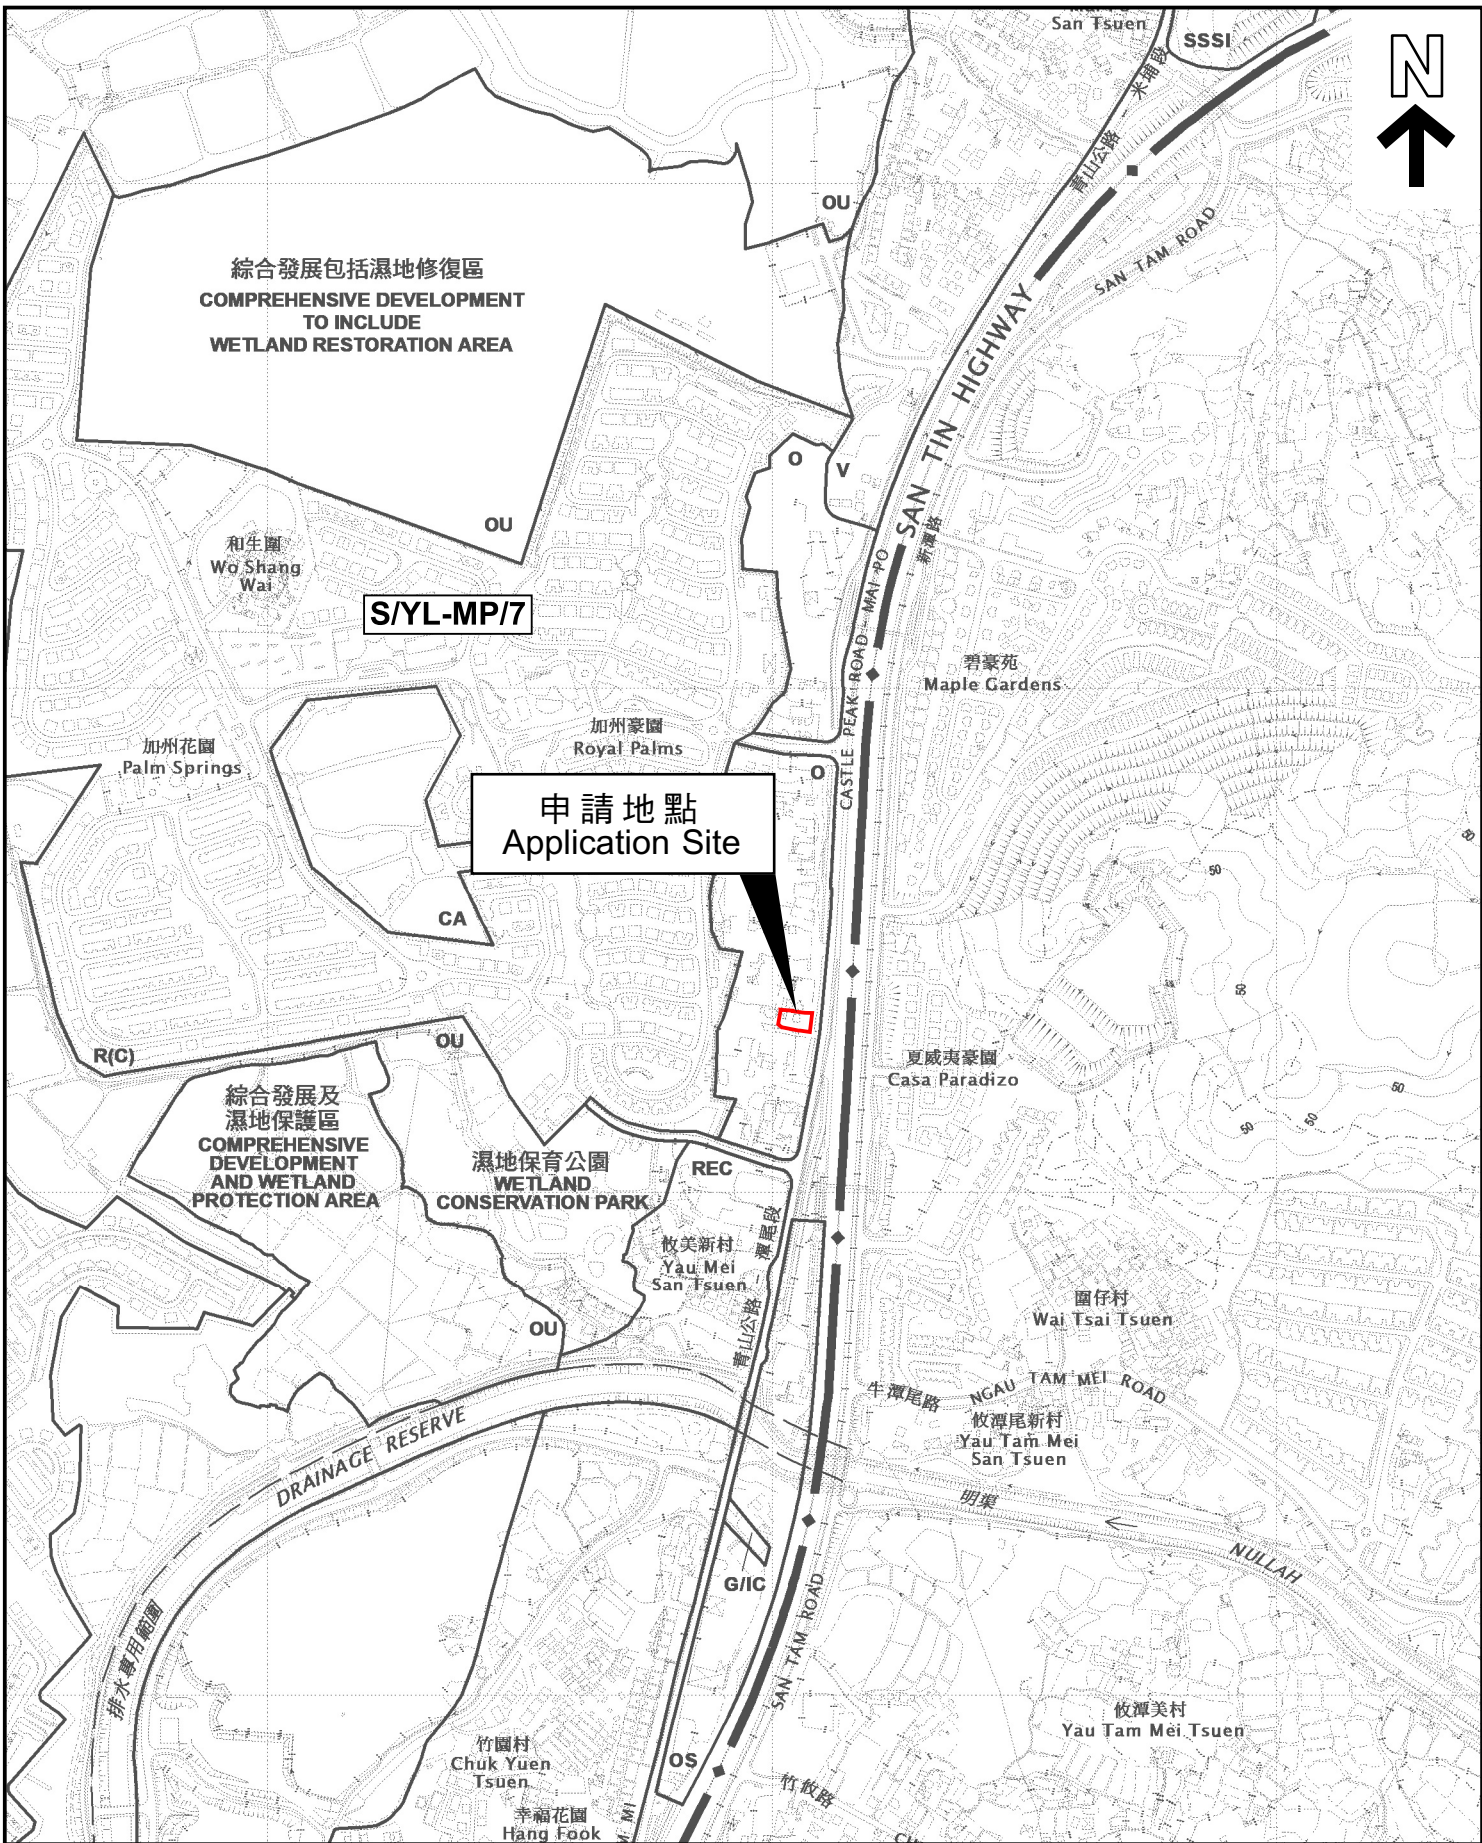 San Tsuen
SSSI
N
青山公路 - 米埔段
OU
SAN TAM ROAD
綜合發展包括濕地修復區
COMPREHENSIVE DEVELOPMENT
TO INCLUDE
WETLAND RESTORATION AREA
SAN TIN HIGHWAY
O
V
OU
新潭路
和生圍
Wo Shang
Wai
S/YL-MP/7
CASTLE PEAK ROAD - MAI PO
碧豪苑
Maple Gardens
加州豪園
Royal Palms
加州花園
Palm Springs
O
申請地點
Application Site
50
50
CA
50
R(C)
OU
夏威夷豪園
Casa Paradizo
50
50
50
綜合發展及
濕地保護區
COMPREHENSIVE
DEVELOPMENT
AND WETLAND
PROTECTION AREA
濕地保育公園
WETLAND
CONSERVATION PARK
REC
攸美新村
Yau Mei
San Tsuen
青山公路 - 潭尾段
圍仔村
Wai Tsai Tsuen
OU
牛潭尾路
NGAU TAM MEI ROAD
攸潭尾新村
Yau Tam Mei
San Tsuen
DRAINAGE RESERVE
明渠
NULLAH
G/IC
SAN TAM ROAD
排水專用範圍
攸潭美村
Yau Tam Mei Tsuen
竹園村
Chuk Yuen
Tsuen
OS
竹攸路
幸福花園
Hang Fook